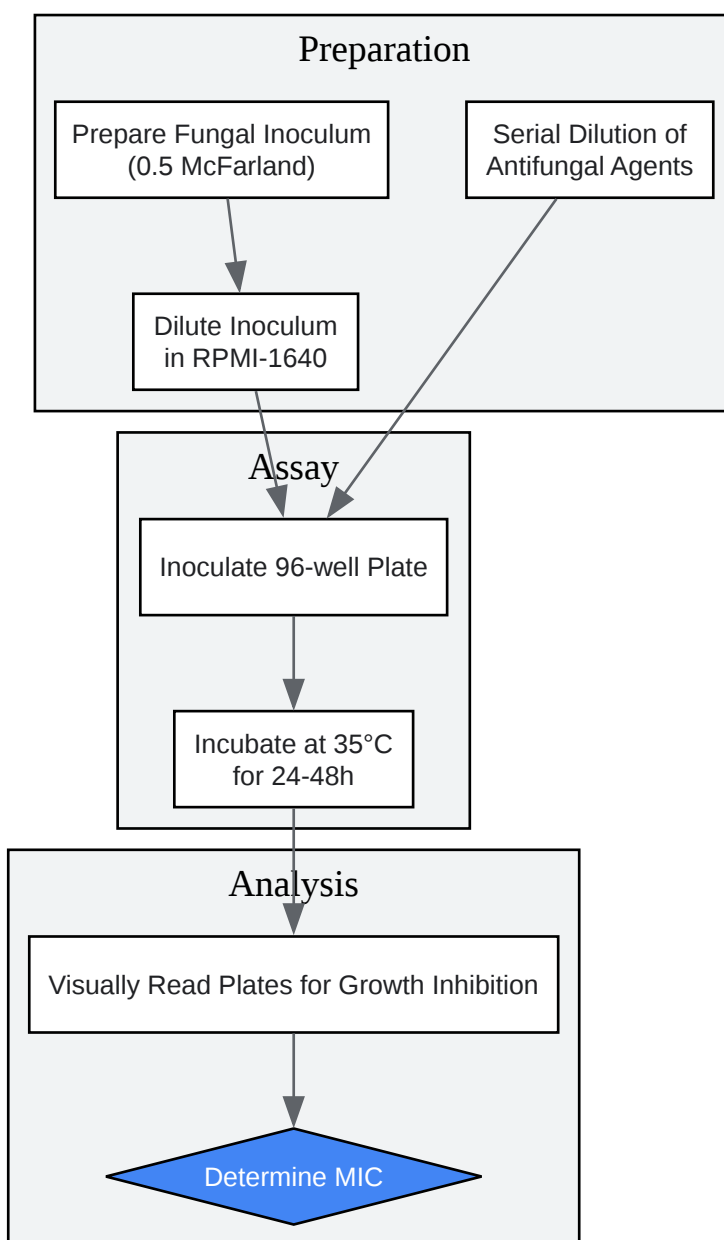 Preparation
Prepare Fungal Inoculum
(0.5 McFarland)
Serial Dilution of
Antifungal Agents
Dilute Inoculum
in RPMI-1640
Assay
Inoculate 96-well Plate
Incubate at 35°C
for 24-48h
Analysis
Visually Read Plates for Growth Inhibition
Determine MIC